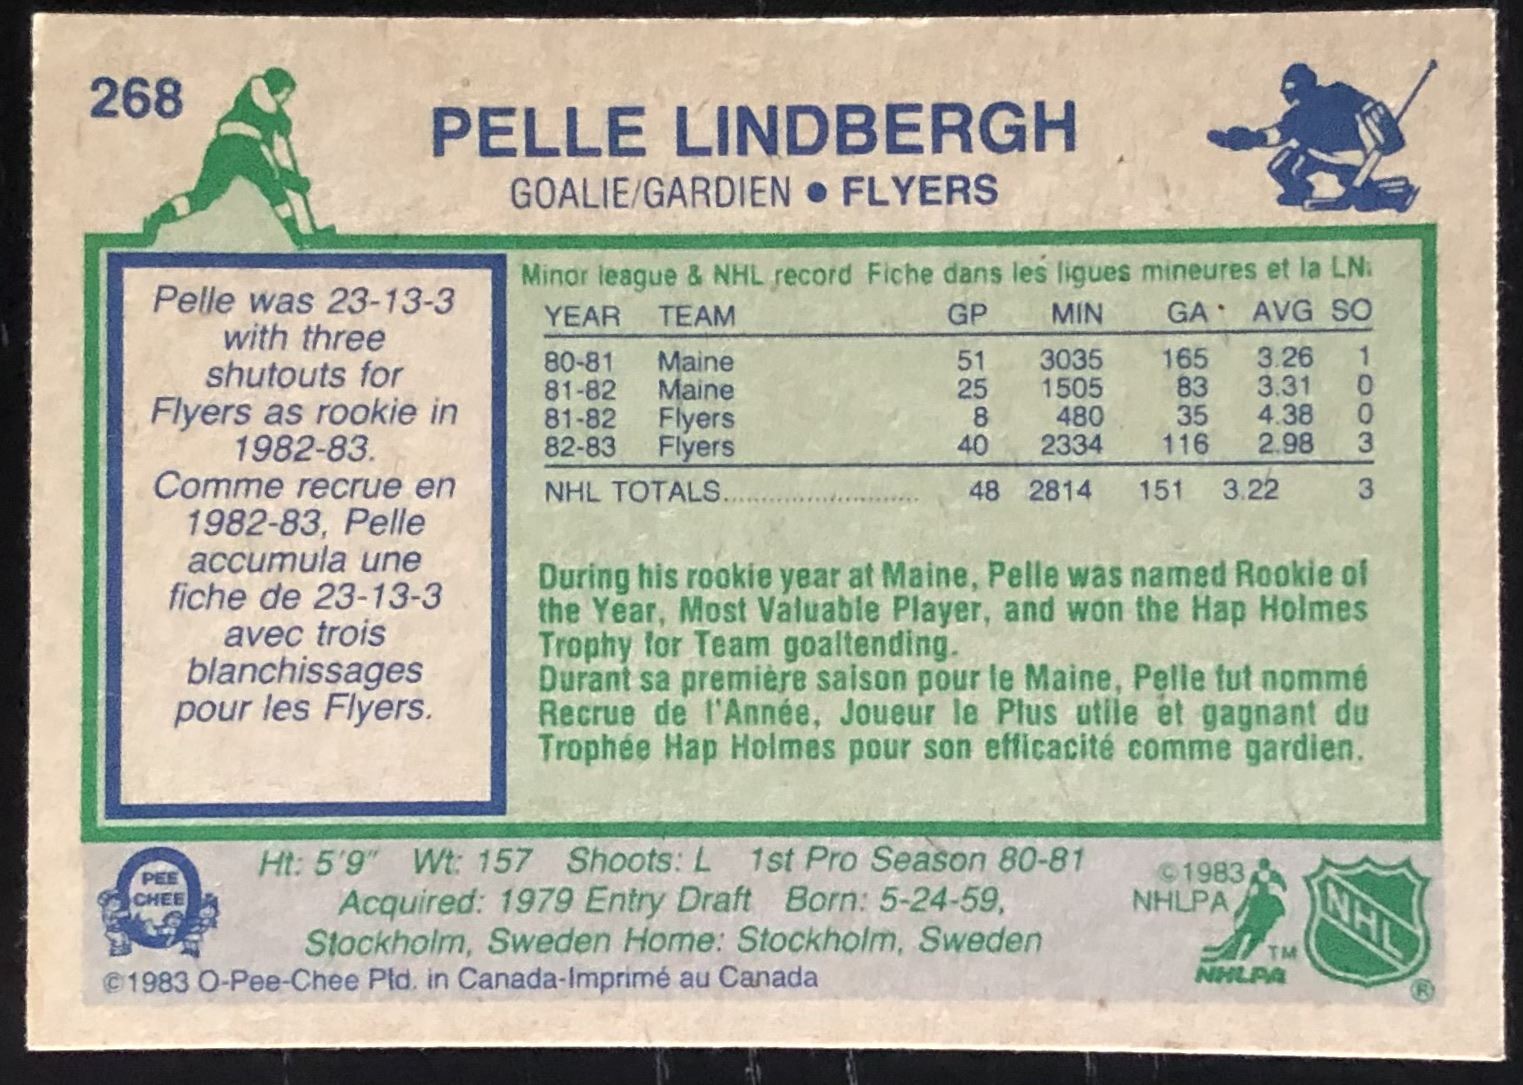 268
PELLE LINDBERGH
GOALIE/GARDIEN • FLYERS
Pelle was 23-13-3
with three
shutouts for
Flyers as rookie in
1982-83.
Comme recrue en
1982-83, Pelle
accumula une
fiche de 23-13-3
avec trois
blanchissages
pour les Flyers.
Minor league & NHL record Fiche dans les ligues mineures et la LN
YEAR TEAM GP MIN GA AVG SO
80-81 Maine 51 3035 165 3.26 1
81-82 Maine 25 1505 83 3.31 0
81-82 Flyers 8 480 35 4.38 0
82-83 Flyers 40 2334 116 2.98 3
NHL TOTALS........................ 48 2814 151 3.22 3
During his rookie year at Maine, Pelle was named Rookie of
the Year, Most Valuable Player, and won the Hap Holmes
Trophy for Team goaltending.
Durant sa première saison pour le Maine, Pelle fut nommé
Recrue de l'Année, Joueur le Plus utile et gagnant du
Trophée Hap Holmes pour son efficacité comme gardien.
O
PEE
CHEE
Ht: 5'9" Wt: 157 Shoots: L 1st Pro Season 80-81
Acquired: 1979 Entry Draft Born: 5-24-59,
Stockholm, Sweden Home: Stockholm, Sweden
©1983 O-Pee-Chee Ptd. in Canada-Imprimé au Canada
©1983
NHLPA
TM
NHLPA
NHL
®